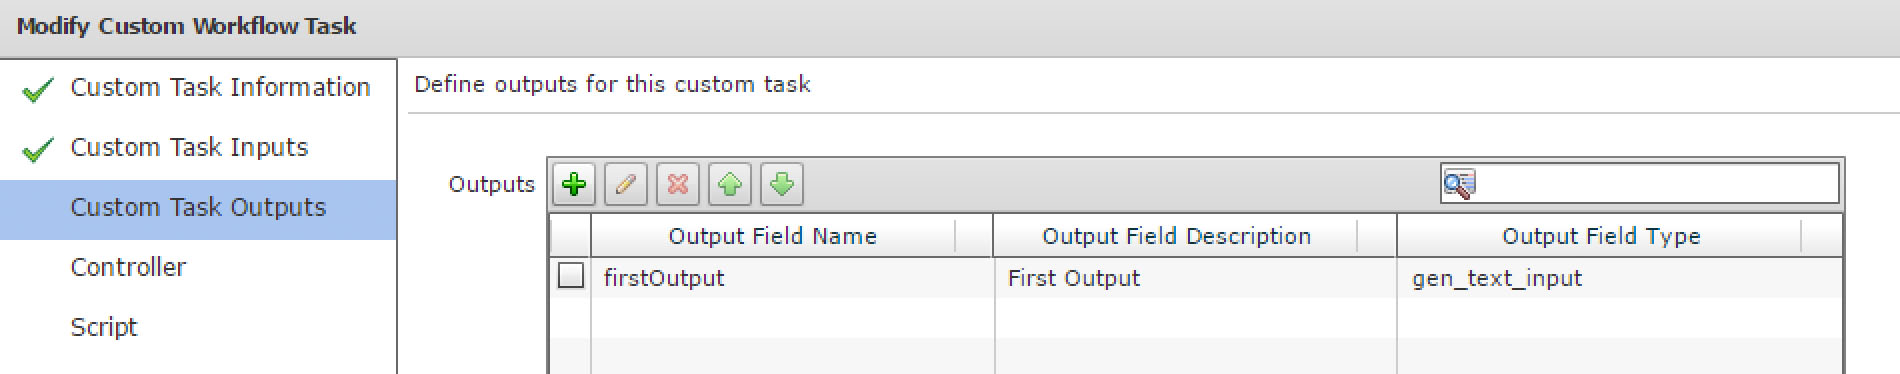 Modify Custom Workflow Task
Custom Task Information
Custom Task Inputs
Custom Task Outputs
Controller
Script
Define outputs for this custom task
Outputs
Output Field Name Output Field Description Output Field Type
firstOutput First Output gen_text_input